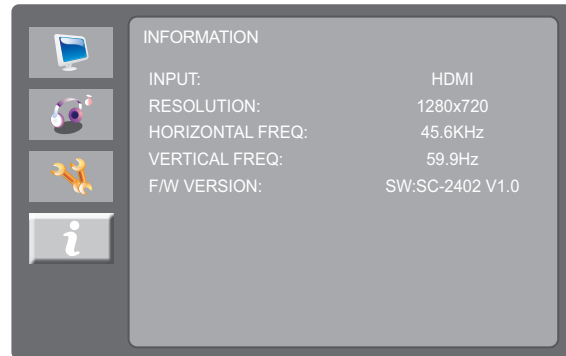 INFORMATION
INPUT: HDMI
RESOLUTION: 1280x720
HORIZONTAL FREQ: 45.6KHz
VERTICAL FREQ: 59.9Hz
F/W VERSION: SW:SC-2402 V1.0
i